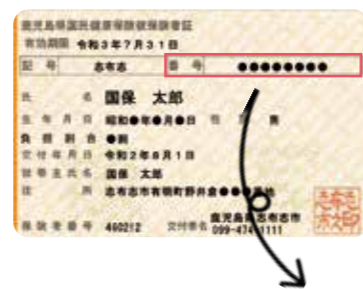 鹿児島県国民健康保険被保険者証
有効期限 令和3年7月31日
記 号 志布志 番 号 ●●●●●●●●
氏 名 国保 太郎
生年月日 昭和●年●月●日 性 別 男
負担割合 ●割
交付年月日 令和2年8月1日
世帯主氏名 国保 太郎
住 所 志布志市有明町野井倉●●●番地
保険者番号 460212 交付者名 鹿児島県志布志市
099-474-1111